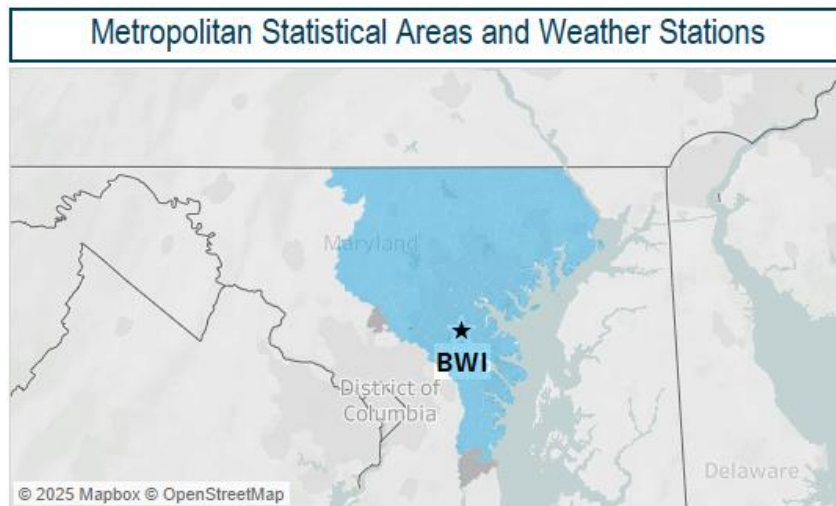 Metropolitan Statistical Areas and Weather Stations
Maryland
BWI
District of
Columbia
Delaware
© 2025 Mapbox © OpenStreetMap